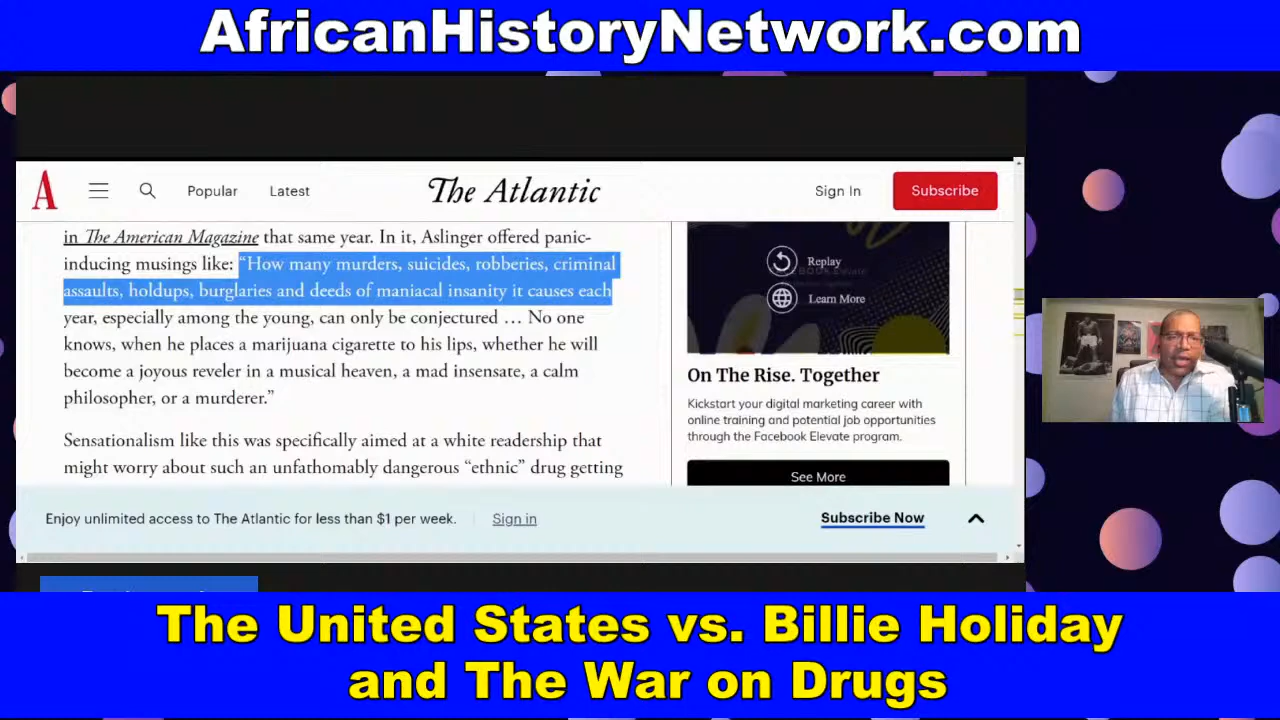 AfricanHistoryNetwork.com
A
Popular
Latest
The Atlantic
Sign In
Subscribe
in The American Magazine that same year. In it, Aslinger offered panic-
inducing musings like: “How many murders, suicides, robberies, criminal
assaults, holdups, burglaries and deeds of maniacal insanity it causes each
year, especially among the young, can only be conjectured … No one
knows, when he places a marijuana cigarette to his lips, whether he will
become a joyous reveler in a musical heaven, a mad insensate, a calm
philosopher, or a murderer.”
Sensationalism like this was specifically aimed at a white readership that
might worry about such an unfathomably dangerous “ethnic” drug getting
Replay
Learn More
On The Rise. Together
Kickstart your digital marketing career with
online training and potential job opportunities
through the Facebook Elevate program.
See More
Enjoy unlimited access to The Atlantic for less than $1 per week.
Sign in
Subscribe Now
The United States vs. Billie Holiday
and The War on Drugs